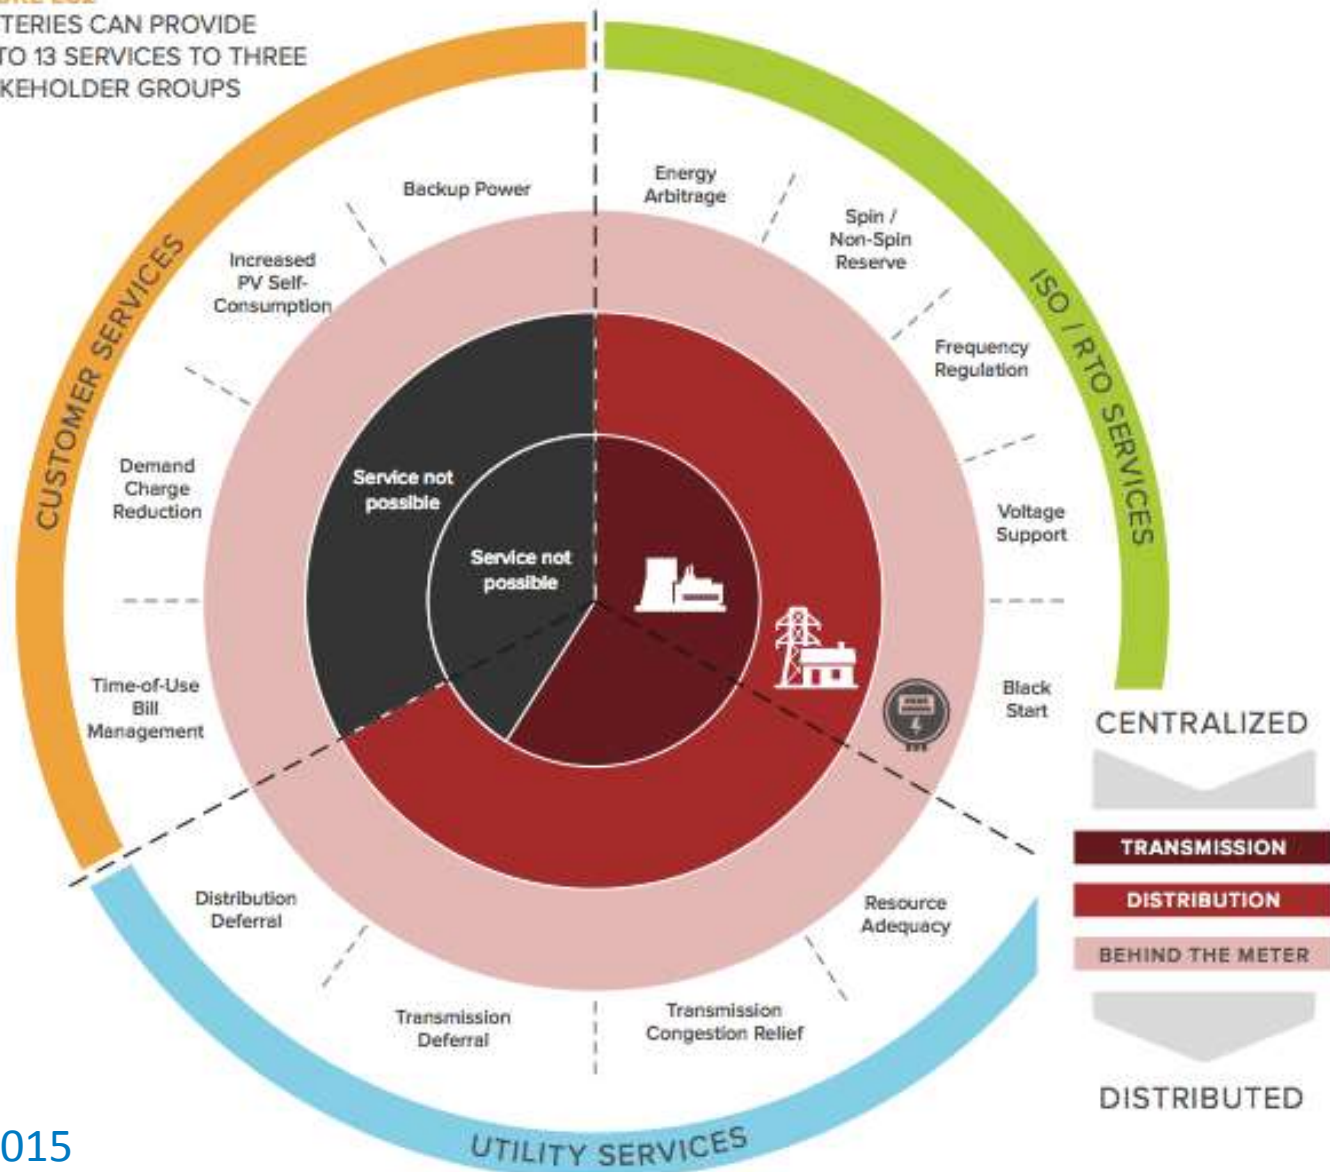 TERIES CAN PROVIDE
TO 13 SERVICES TO THREE
KEHOLDER GROUPS
CUSTOMER SERVICES
ISO / RTO SERVICES
UTILITY SERVICES
Backup Power
Energy
Arbitrage
Spin /
Non-Spin
Reserve
Increased
PV Self-
Consumption
Frequency
Regulation
Demand
Charge
Reduction
Service not
possible
Service not
possible
Voltage
Support
Time-of-Use
Bill
Management
Black
Start
Distribution
Deferral
Resource
Adequacy
Transmission
Deferral
Transmission
Congestion Relief
CENTRALIZED
TRANSMISSION
DISTRIBUTION
BEHIND THE METER
DISTRIBUTED
015